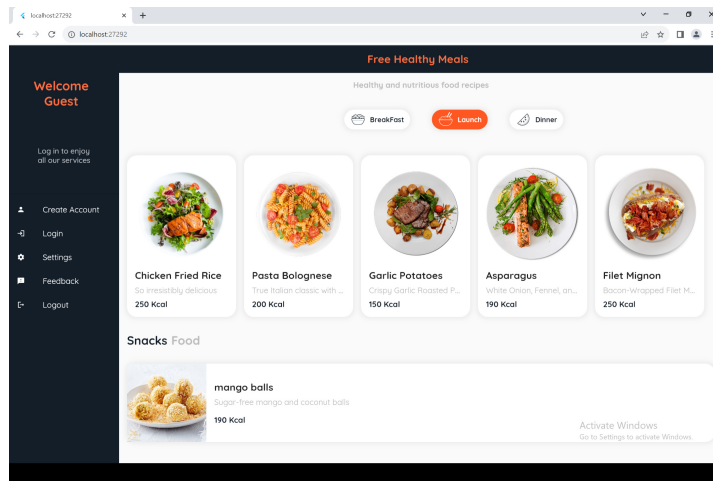 localhost:27292
localhost:27292
Free Healthy Meals
Welcome
Guest
Log in to enjoy
all our services
Create Account
Login
Settings
Feedback
Logout
Healthy and nutritious food recipes
BreakFast
Launch
Dinner
Chicken Fried Rice
So irresistibly delicious
250 Kcal
Pasta Bolognese
True Italian classic with ...
200 Kcal
Garlic Potatoes
Crispy Garlic Roasted P...
150 Kcal
Asparagus
White Onion, Fennel, an...
190 Kcal
Filet Mignon
Bacon-Wrapped Filet M...
250 Kcal
Snacks Food
mango balls
Sugar-free mango and coconut balls
190 Kcal
Activate Windows
Go to Settings to activate Windows.